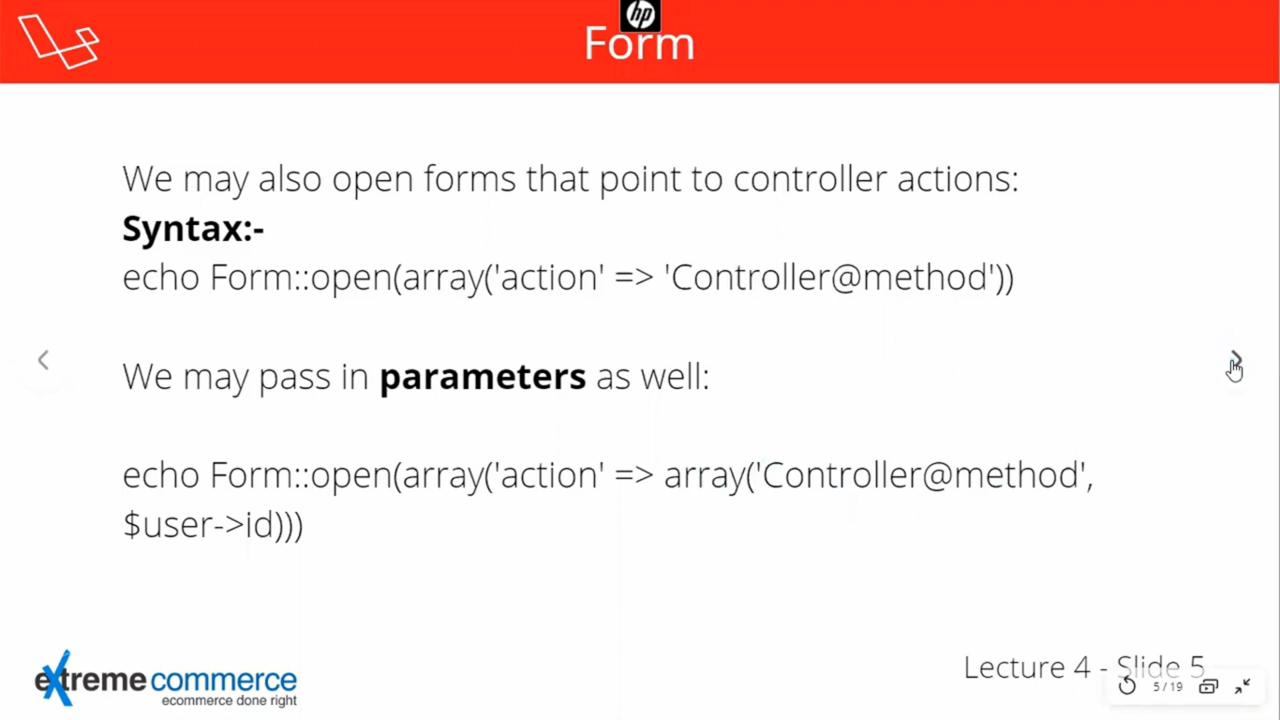 hp
Form
We may also open forms that point to controller actions:
Syntax:-
echo Form::open(array('action' => 'Controller@method'))
We may pass in parameters as well:
echo Form::open(array('action' => array('Controller@method',
$user->id)))
extreme commerce
ecommerce done right
Lecture 4 - Slide 5
5/19